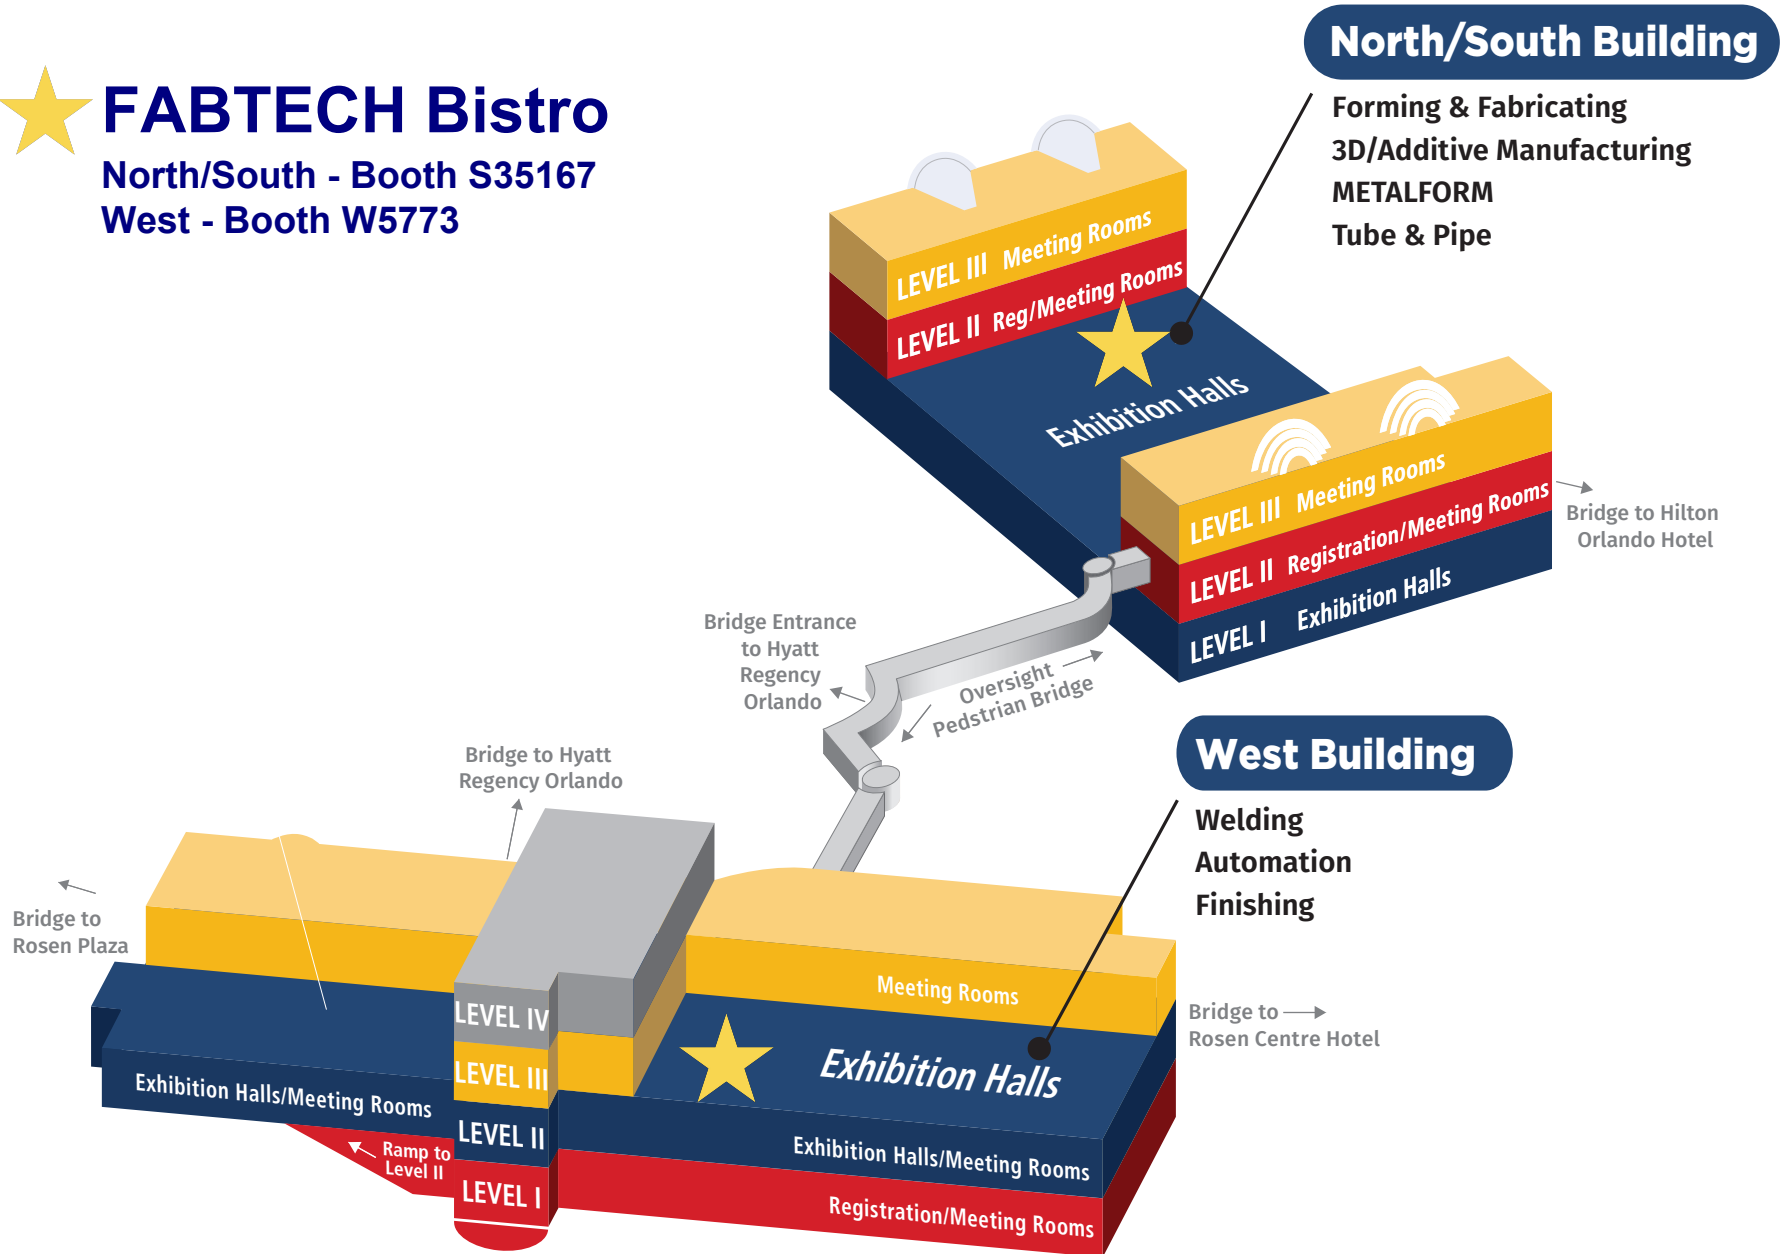 FABTECH Bistro
North/South - Booth S35167
West - Booth W5773
North/South Building
Forming & Fabricating
3D/Additive Manufacturing
METALFORM
Tube & Pipe
LEVEL III Meeting Rooms
LEVEL II Reg/Meeting Rooms
Exhibition Halls
LEVEL III Meeting Rooms
LEVEL II Registration/Meeting Rooms
LEVEL I Exhibition Halls
Bridge to Hilton
Orlando Hotel
Bridge Entrance
to Hyatt
Regency
Orlando
Oversight
Pedstrian Bridge
West Building
Welding
Automation
Finishing
Bridge to Hyatt
Regency Orlando
Bridge to
Rosen Plaza
Meeting Rooms
Bridge to
Rosen Centre Hotel
LEVEL IV
LEVEL III
LEVEL II
LEVEL I
Exhibition Halls
Exhibition Halls/Meeting Rooms
Ramp to
Level II
Exhibition Halls/Meeting Rooms
Registration/Meeting Rooms